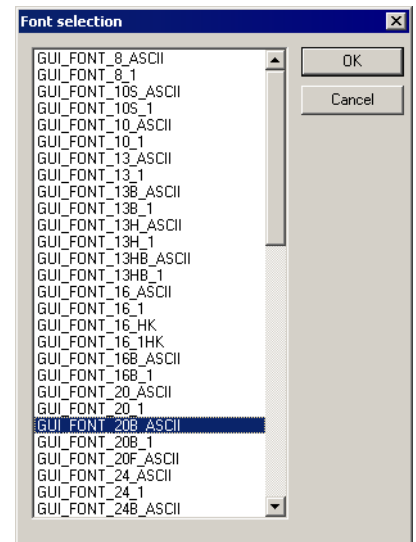 Font selection
GUI_FONT_8_ASCII
GUI_FONT_8_1
GUI_FONT_10S_ASCII
GUI_FONT_10S_1
GUI_FONT_10_ASCII
GUI_FONT_10_1
GUI_FONT_13_ASCII
GUI_FONT_13_1
GUI_FONT_13B_ASCII
GUI_FONT_13B_1
GUI_FONT_13H_ASCII
GUI_FONT_13H_1
GUI_FONT_13HB_ASCII
GUI_FONT_13HB_1
GUI_FONT_16_ASCII
GUI_FONT_16_1
GUI_FONT_16_HK
GUI_FONT_16_1HK
GUI_FONT_16B_ASCII
GUI_FONT_16B_1
GUI_FONT_20_ASCII
GUI_FONT_20_1
GUI_FONT_20B_ASCII
GUI_FONT_20B_1
GUI_FONT_20F_ASCII
GUI_FONT_24_ASCII
GUI_FONT_24_1
GUI_FONT_24B_ASCII
OK
Cancel